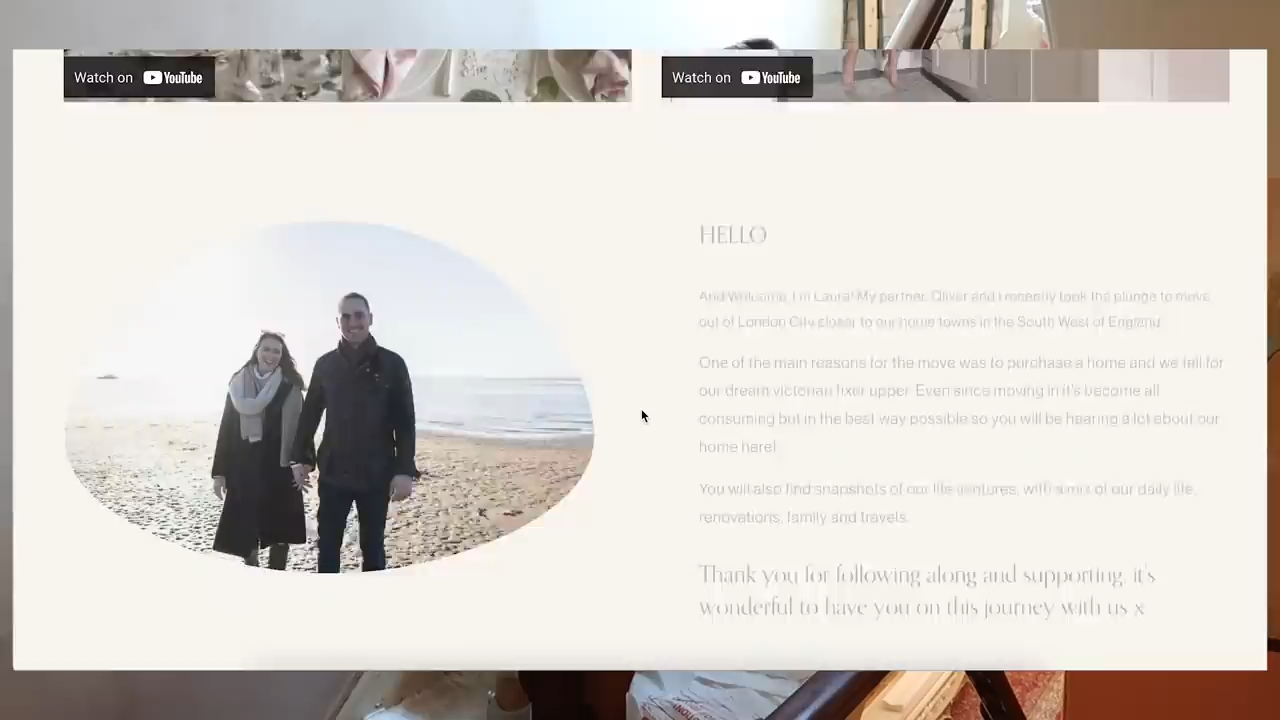 Watch on YouTube
Watch on YouTube
HELLO
And Welcome, I'm Laura! My partner, Oliver and I recently took the plunge to move
out of London City closer to our home towns in the South West of England.
One of the main reasons for the move was to purchase a home and we fell for
our dream victorian fixer upper. Even since moving in it's become all
consuming but in the best way possible so you will be hearing a lot about our
home here!
You will also find snapshots of our life ventures, with of our daily life,
renovations, family and travels.
Thank you for following along and supporting, it's
wonderful to have you on this journey with us x